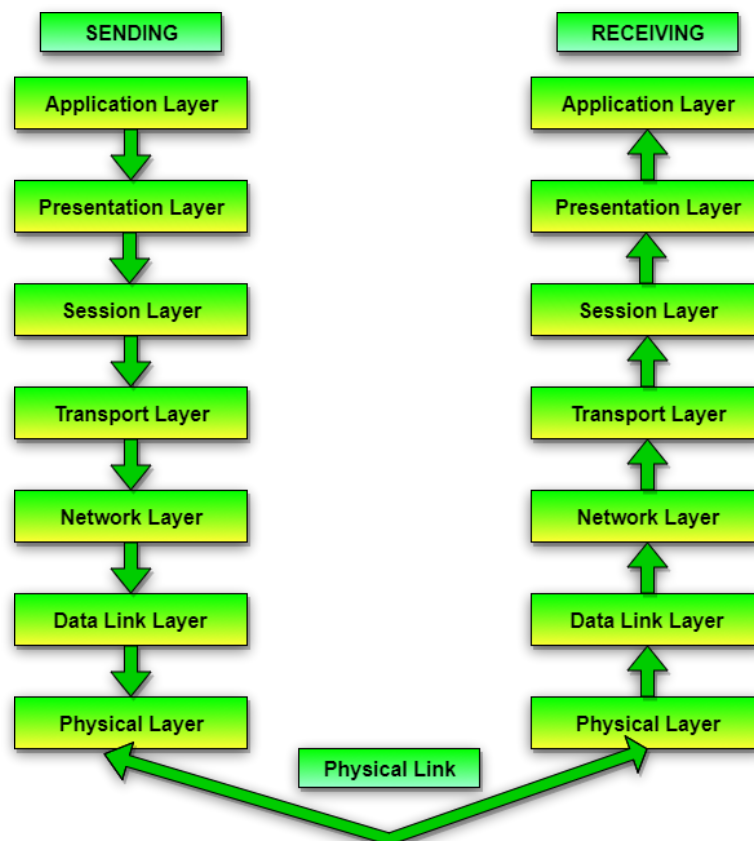 SENDING
RECEIVING
Application Layer
Application Layer
Presentation Layer
Presentation Layer
Session Layer
Session Layer
Transport Layer
Transport Layer
Network Layer
Network Layer
Data Link Layer
Data Link Layer
Physical Layer
Physical Layer
Physical Link